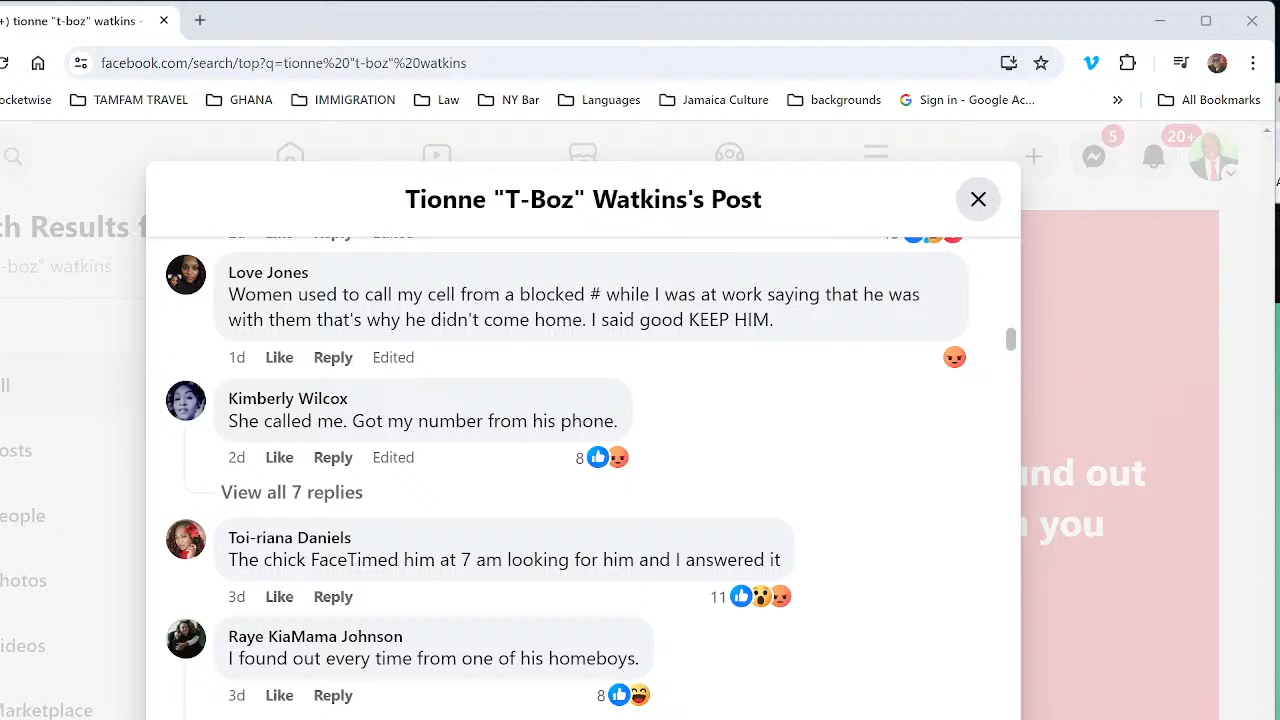 +) tionne "t-boz" watkins -
facebook.com/search/top?q=tionne%20"t-boz"%20watkins
ocketwise TAMFAM TRAVEL GHANA IMMIGRATION Law NY Bar Languages Jamaica Culture backgrounds Sign in - Google Ac... » All Bookmarks
5 20+
Tionne "T-Boz" Watkins's Post
ch Results f
-boz" watkins
Like Reply Edited
Love Jones
Women used to call my cell from a blocked # while I was at work saying that he was
with them that's why he didn't come home. I said good KEEP HIM.
1d Like Reply Edited
ll
Kimberly Wilcox
She called me. Got my number from his phone.
2d Like Reply Edited 8
osts
und out
View all 7 replies
eople
n you
Toi-riana Daniels
The chick FaceTimed him at 7 am looking for him and I answered it
hotos
3d Like Reply 11
Raye KiaMama Johnson
ideos
I found out every time from one of his homeboys.
3d Like Reply 8
Marketplace